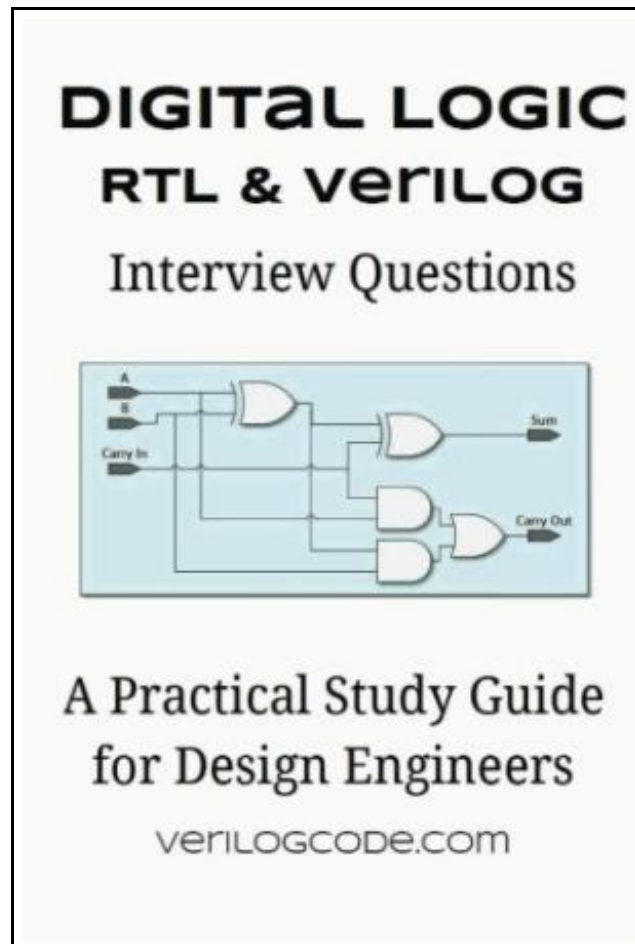 DIGITaL LOGIC
RTL & VerILOG
Interview Questions
A
B
Carry In
Sum
Carry Out
A Practical Study Guide
for Design Engineers
verILOGCODe.com